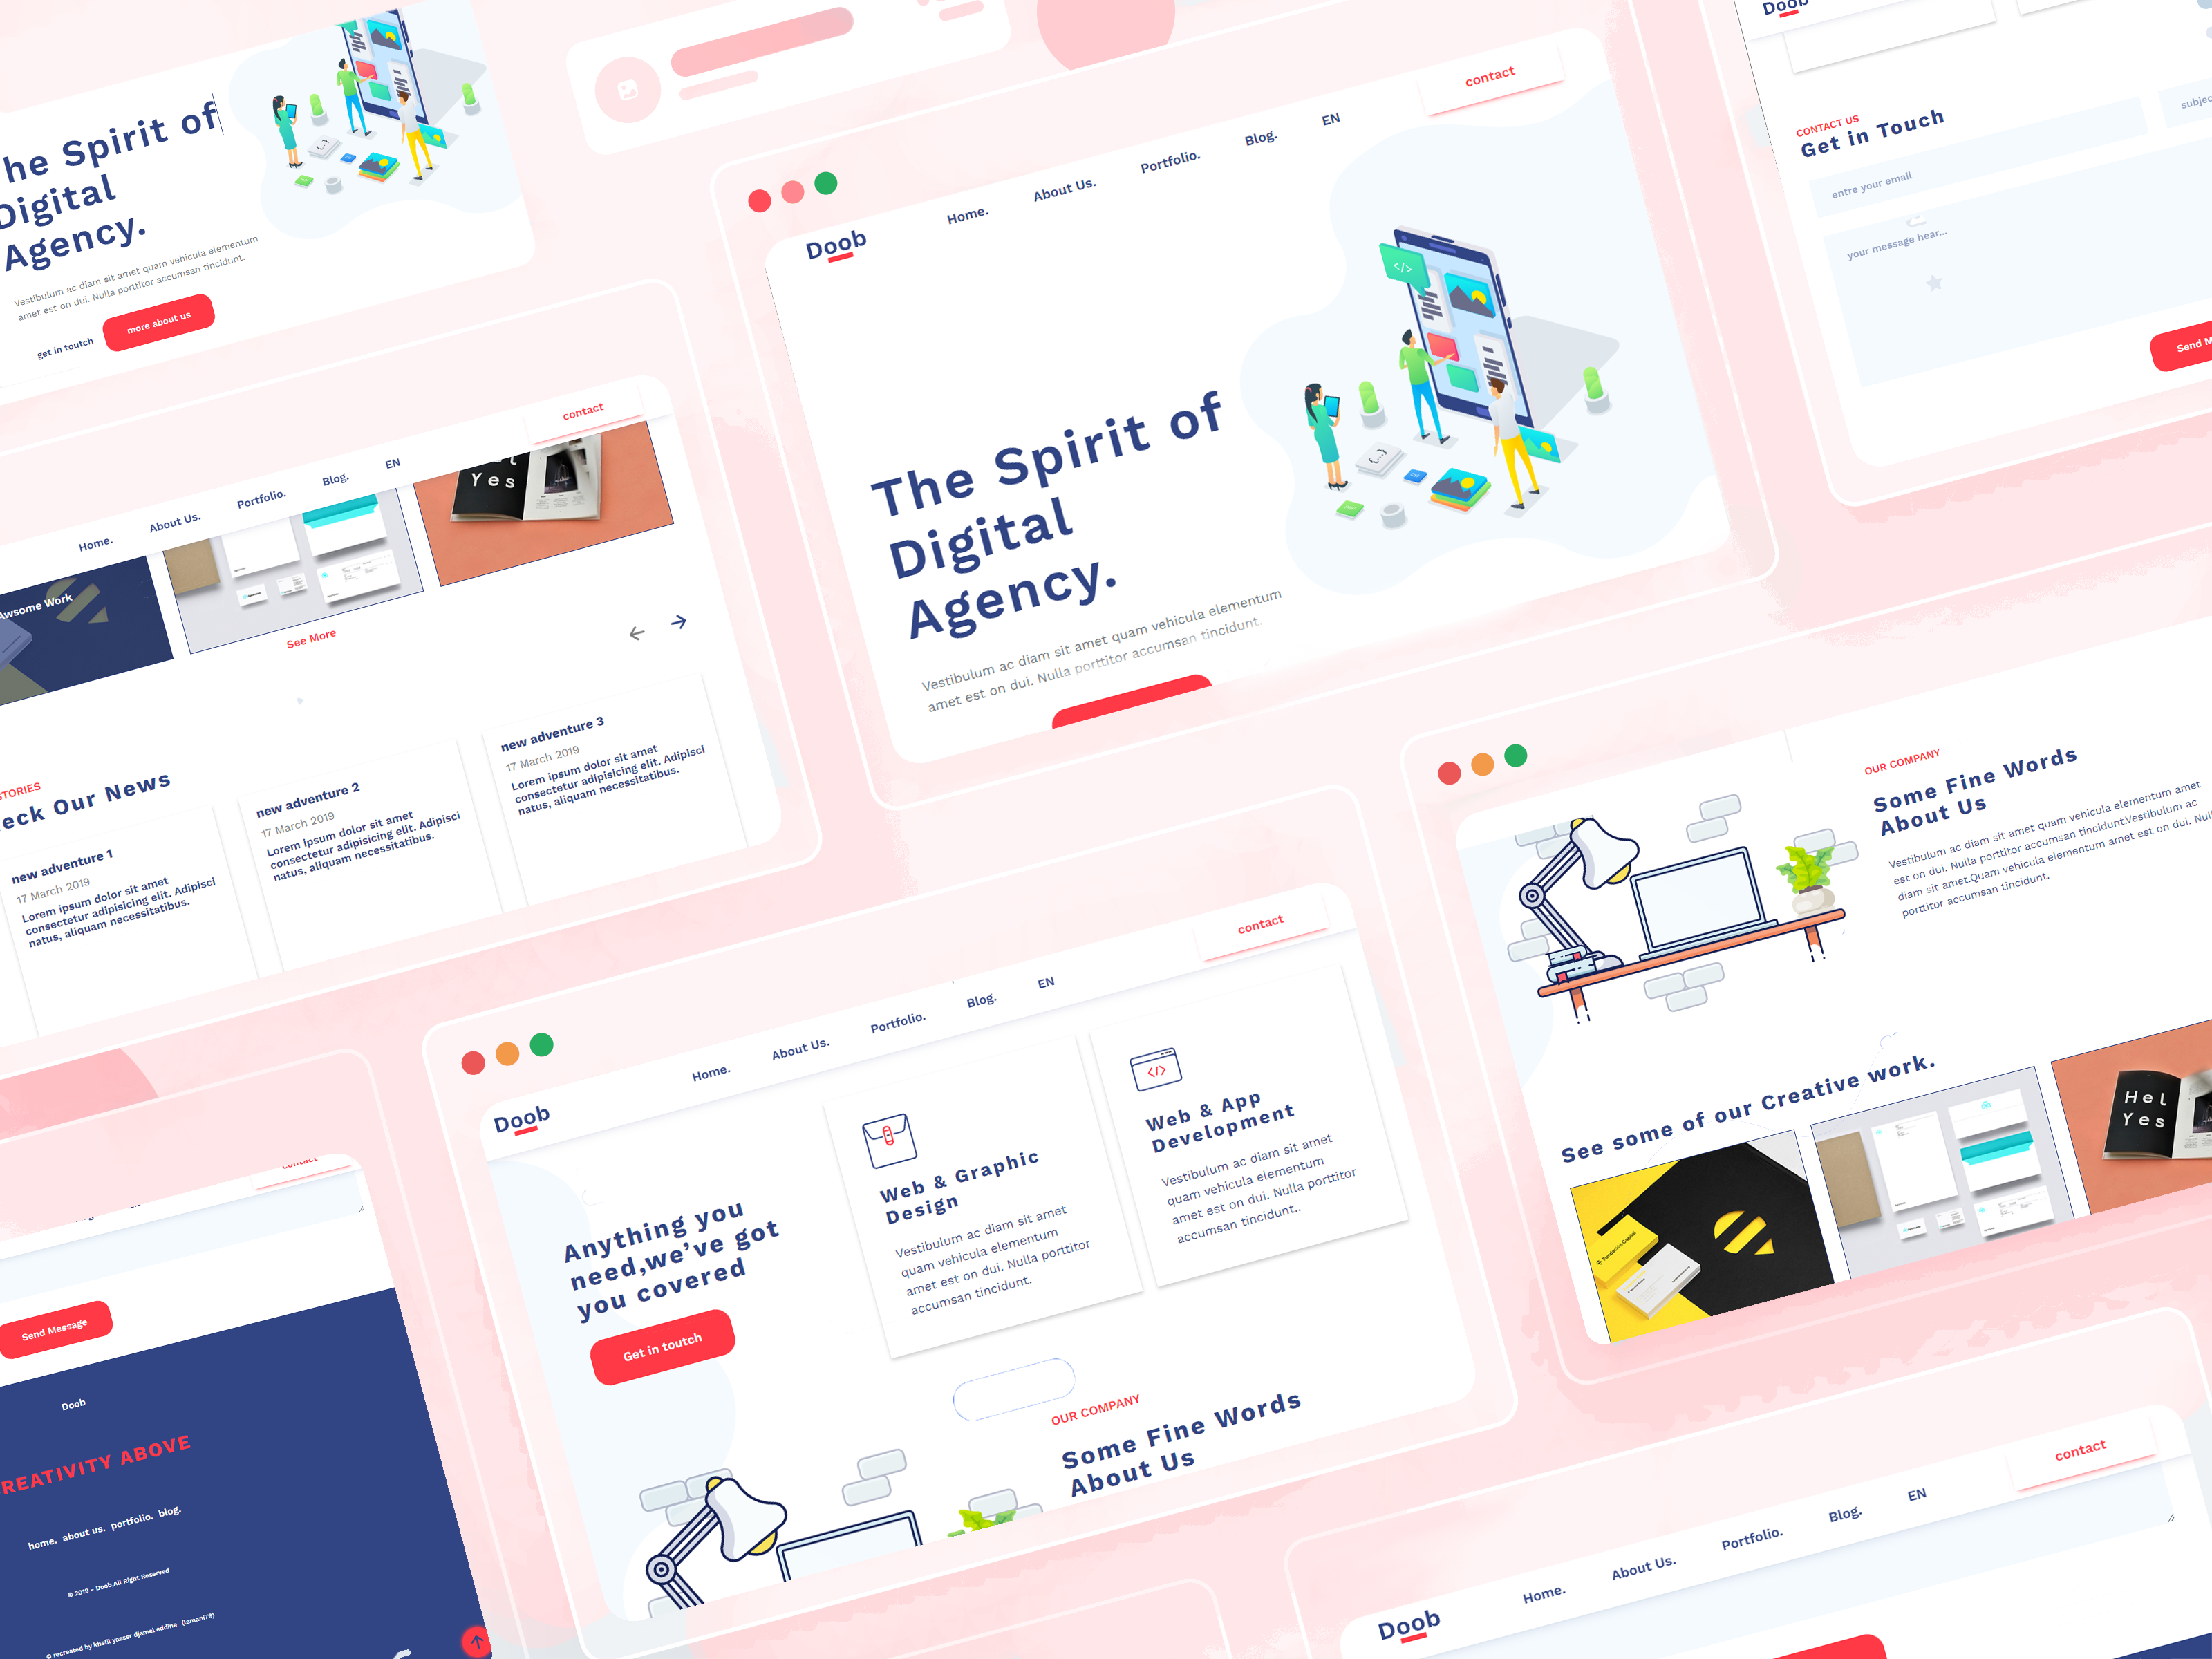 The Spirit of
Digital
Agency.
Vestibulum ac diam sit amet quam vehicula elementum
amet est on dui. Nulla porttitor accumsan tincidunt.
get in toutch
more about us
contact
Home.
About Us.
Portfolio.
Blog.
EN
Doob
The Spirit of
Digital
Agency.
Vestibulum ac diam sit amet quam vehicula elementum
amet est on dui. Nulla porttitor accumsan tincidunt.
Doob
CONTACT US
Get in Touch
subjec
entre your email
your message hear...
Send M
contact
Home.
About Us.
Portfolio.
Blog.
EN
Awsome Work
Yes
See More
STORIES
eck Our News
new adventure 1
17 March 2019
Lorem ipsum dolor sit amet
consectetur adipisicing elit. Adipisci
natus, aliquam necessitatibus.
new adventure 2
17 March 2019
Lorem ipsum dolor sit amet
consectetur adipisicing elit. Adipisci
natus, aliquam necessitatibus.
new adventure 3
17 March 2019
Lorem ipsum dolor sit amet
consectetur adipisicing elit. Adipisci
natus, aliquam necessitatibus.
OUR COMPANY
Some Fine Words
About Us
Vestibulum ac diam sit amet quam vehicula elementum amet
est on dui. Nulla porttitor accumsan tincidunt.Vestibulum ac
diam sit amet.Quam vehicula elementum amet est on dui. Nul
porttitor accumsan tincidunt.
See some of our Creative work.
Fundación Capital
Hel
Yes
contact
Home.
About Us.
Portfolio.
Blog.
EN
Doob
Anything you
need,we've got
you covered
Get in toutch
Web & Graphic
Design
Vestibulum ac diam sit amet
quam vehicula elementum
amet est on dui. Nulla porttitor
accumsan tincidunt.
Web & App
Development
Vestibulum ac diam sit amet
quam vehicula elementum
amet est on dui. Nulla porttitor
accumsan tincidunt..
OUR COMPANY
Some Fine Words
About Us
contact
Send Message
Doob
REATIVITY ABOVE
home. about us. portfolio. blog.
© 2019 - Doob,All Right Reserved
© recreated by khelil yasser djamel eddine (lamani79)
contact
Home.
About Us.
Portfolio.
Blog.
EN
Doob